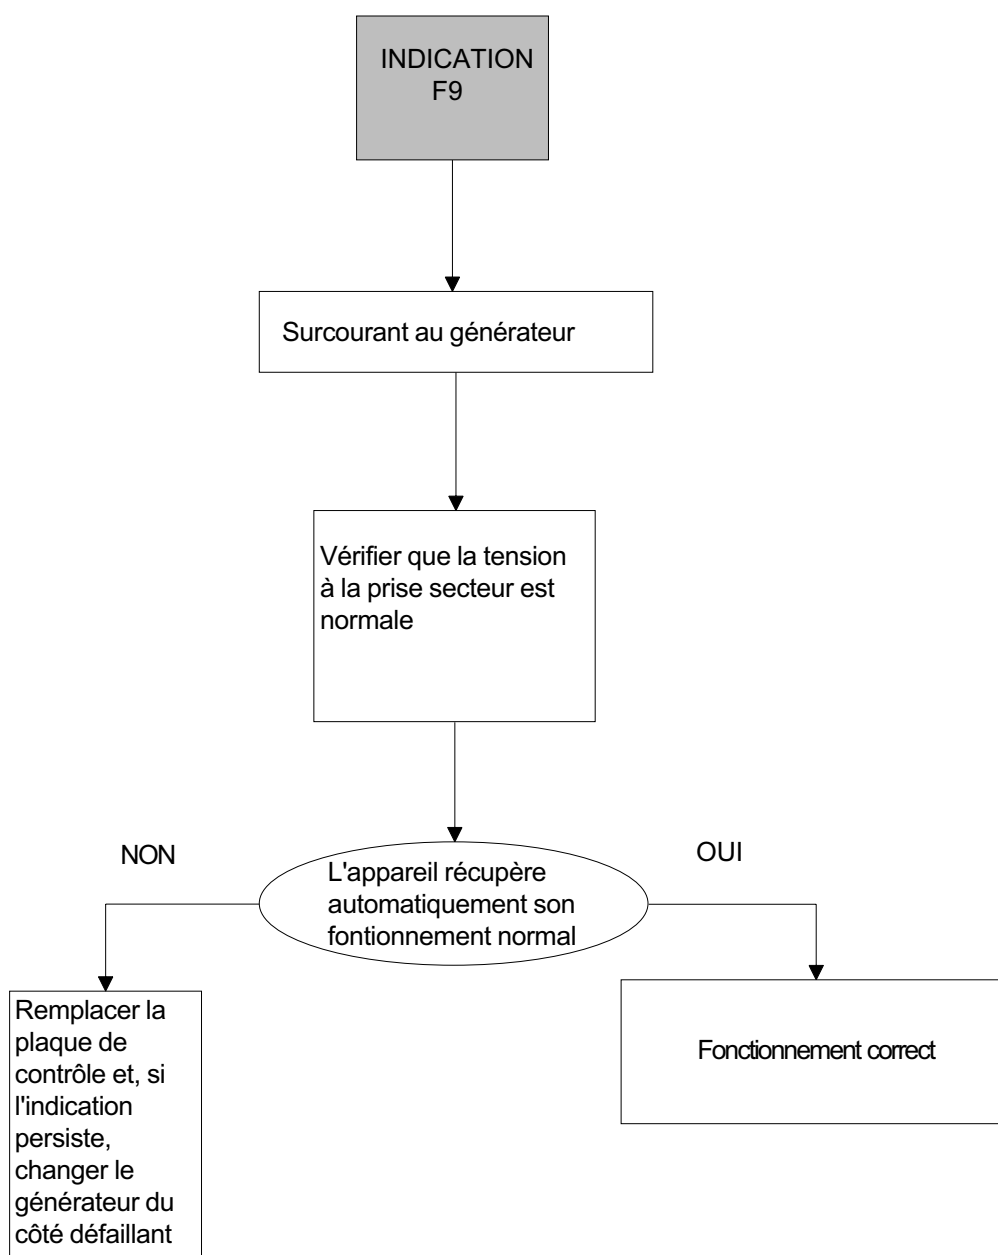 INDICATION
F9
Surcourant au générateur
Vérifier que la tension
à la prise secteur est
normale
NON
OUI
L'appareil récupère
automatiquement son
fontionnement normal
Remplacer la
plaque de
contrôle et, si
l'indication
persiste,
changer le
générateur du
côté défaillant
Fonctionnement correct